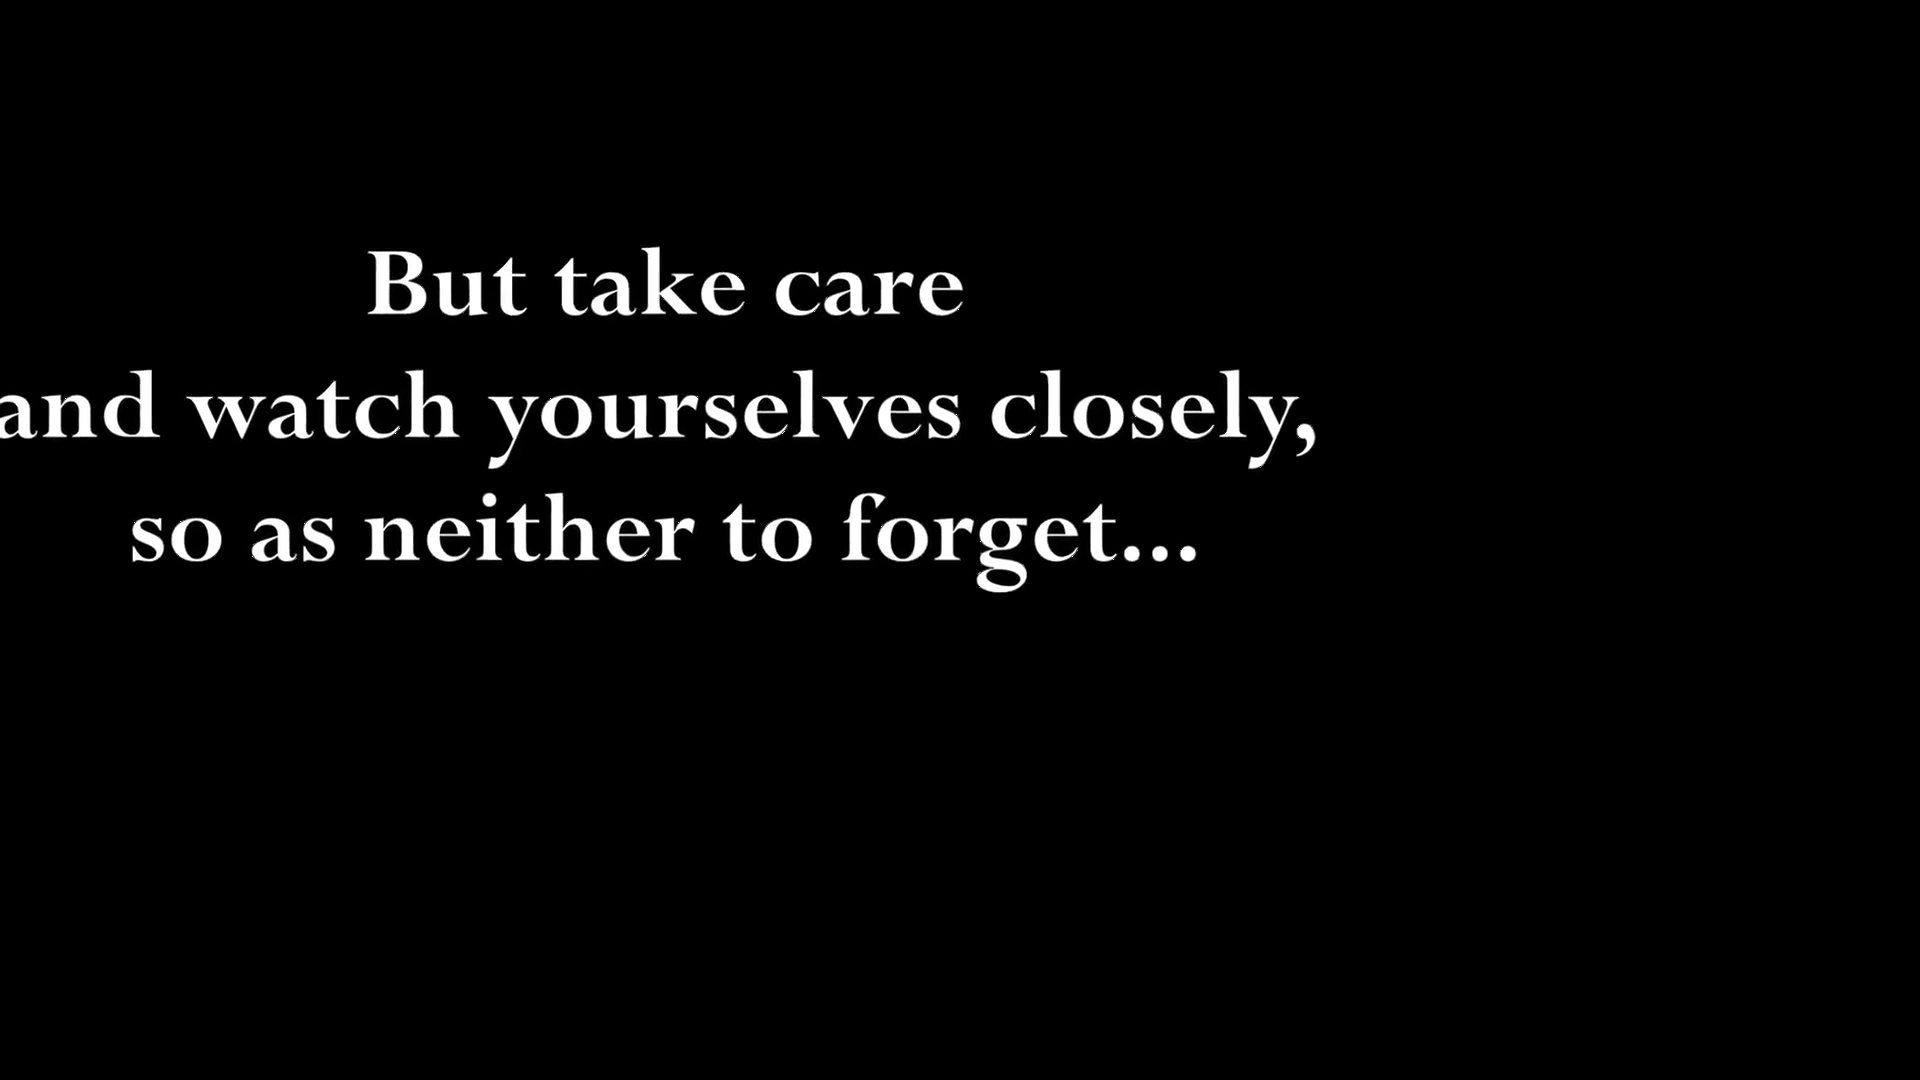 But take care
and watch yourselves closely,
so as neither to forget...